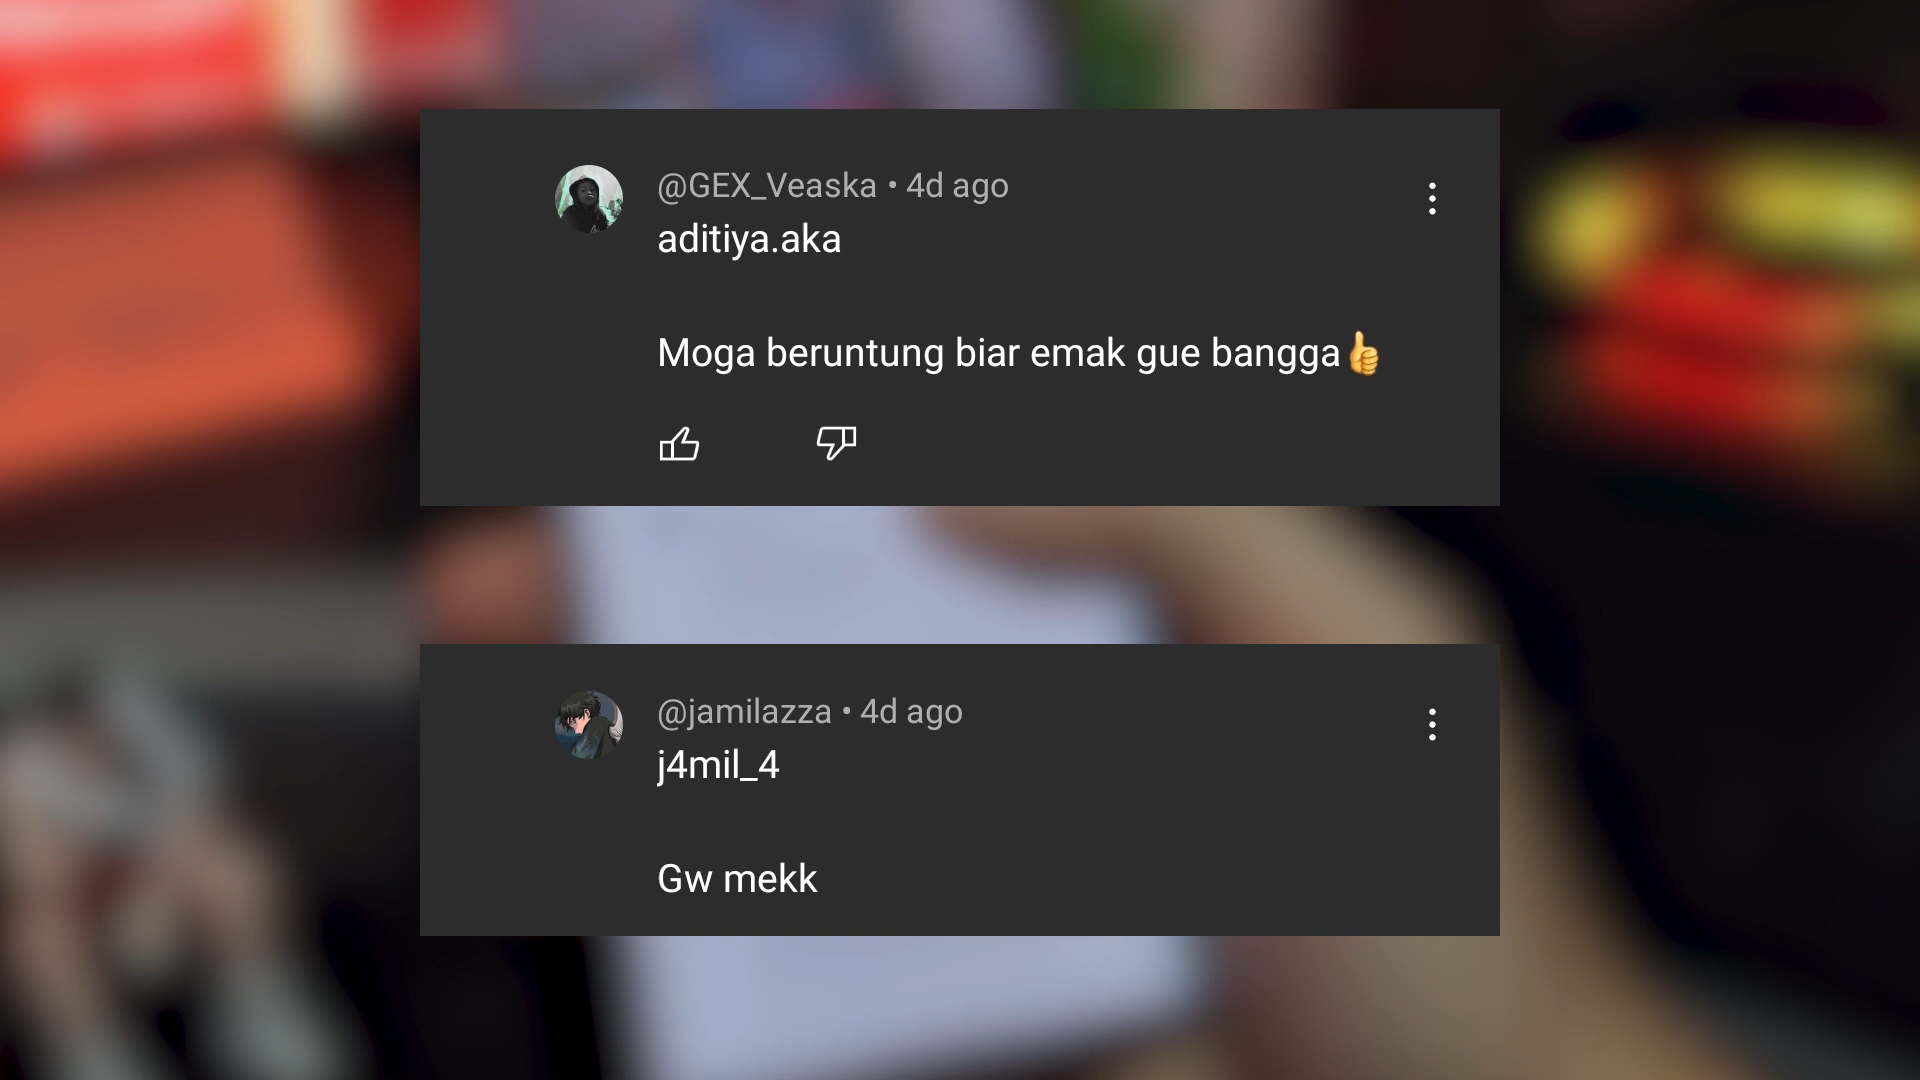 @GEX_Veaska • 4d ago
aditiya.aka
Moga beruntung biar emak gue bangga👍
@jamilazza • 4d ago
j4mil_4
Gw mekk